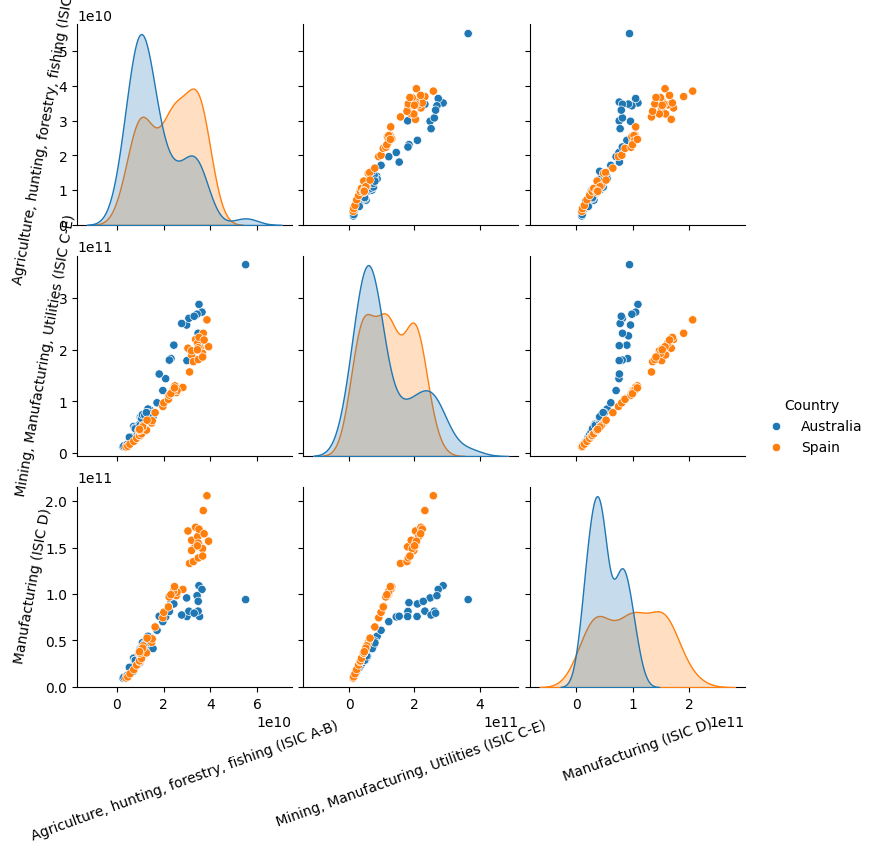 1e10
Agriculture, hunting, forestry, fishing (ISIC
5
4
3
2
1
0
1e11
Mining, Manufacturing, Utilities (ISIC C-E)
3
2
1
0
1e11
Manufacturing (ISIC D)
2.0
1.5
1.0
0.5
0.0
0 2 4 6
1e10
0 2 4
1e11
0 1 2
1e11
Agriculture, hunting, forestry, fishing (ISIC A-B)
Mining, Manufacturing, Utilities (ISIC C-E)
Manufacturing (ISIC D)
Country
Australia
Spain